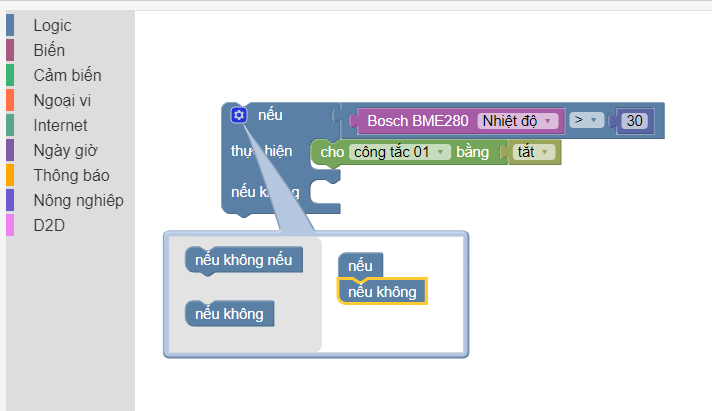 Logic
Biến
Cảm biến
Ngoại vi
Internet
Ngày giờ
Thông báo
Nông nghiêp
D2D
nếu Bosch BME280 Nhiệt độ > 30
thực hiện cho công tắc 01 bằng tắt
nếu không
nếu không nếu
nếu không
nếu
nếu không